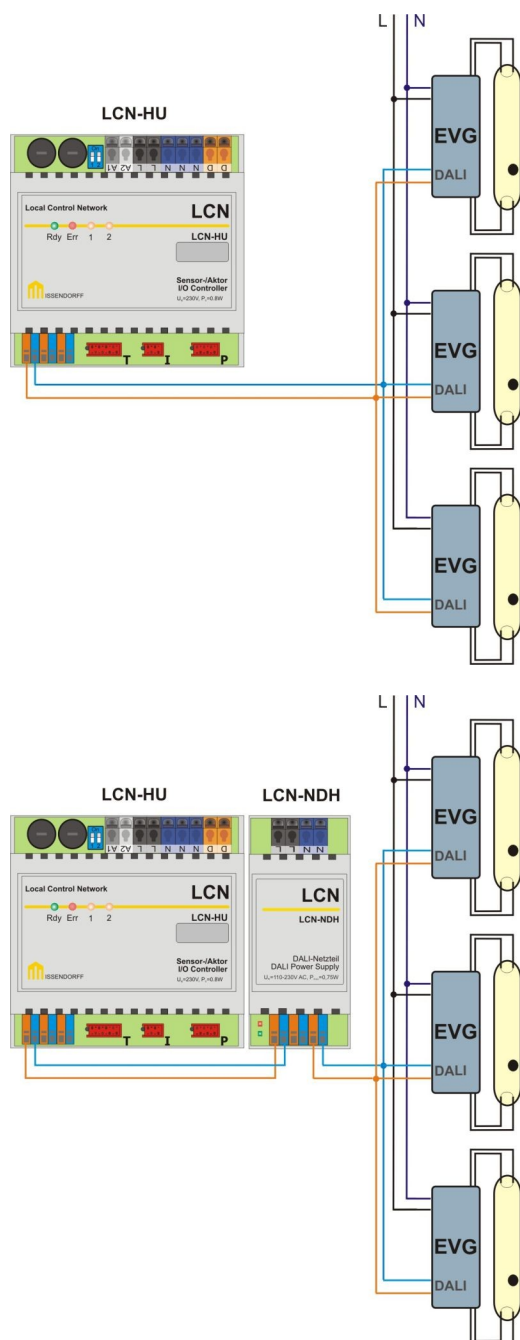 L N
LCN-HU
A1 A2 L L N N N D D
Local Control Network
LCN
Rdy Err 1 2
LCN-HU
Sensor-/Aktor
I/O Controller
ISSENDORFF
T I P
EVG
DALI
EVG
DALI
EVG
DALI
L N
LCN-HU
LCN-NDH
A1 A2 L L N N N D D
L L N N
Local Control Network
LCN
Rdy Err 1 2
LCN-HU
Sensor-/Aktor
I/O Controller
ISSENDORFF
T I P
LCN
LCN-NDH
DALI-Netzteil
DALI Power Supply
EVG
DALI
EVG
DALI
EVG
DALI